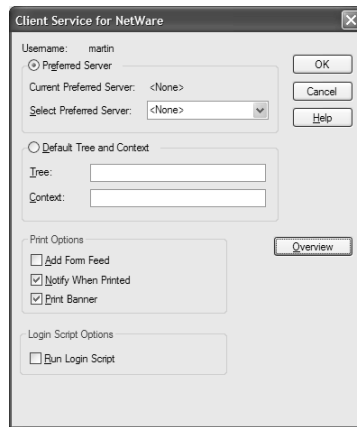 Client Service for NetWare
Username: martin
Preferred Server
OK
Current Preferred Server: <None>
Cancel
Select Preferred Server: <None>
Help
Default Tree and Context
Tree:
Context:
Print Options
Overview
Add Form Feed
Notify When Printed
Print Banner
Login Script Options
Run Login Script